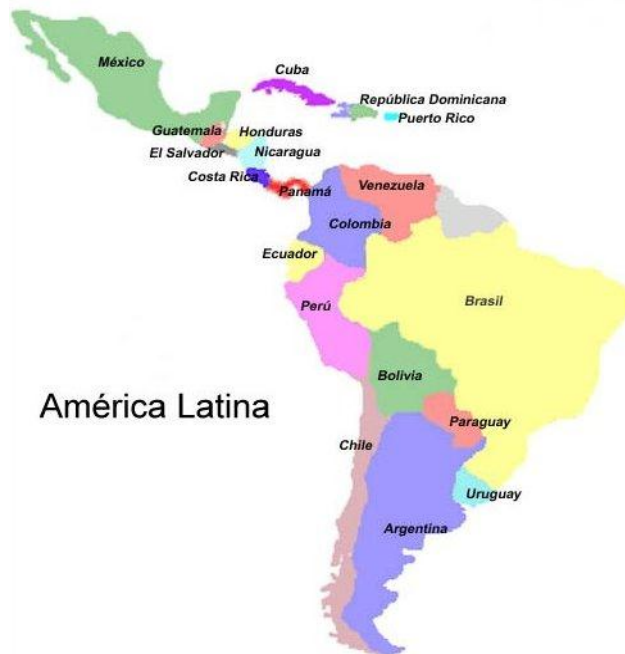 México
Cuba
República Dominicana
Puerto Rico
Guatemala
Honduras
El Salvador
Nicaragua
Costa Rica
Panamá
Venezuela
Colombia
Ecuador
Perú
Brasil
Bolivia
América Latina
Paraguay
Chile
Uruguay
Argentina